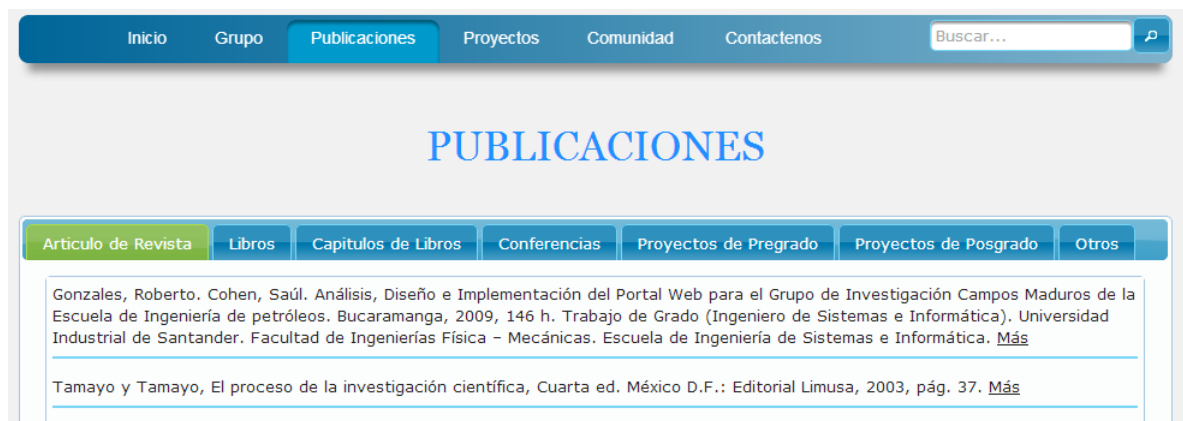 Inicio Grupo Publicaciones Proyectos Comunidad Contactenos Buscar...
PUBLICACIONES
Articulo de Revista Libros Capitulos de Libros Conferencias Proyectos de Pregrado Proyectos de Posgrado Otros
Gonzales, Roberto. Cohen, Saúl. Análisis, Diseño e Implementación del Portal Web para el Grupo de Investigación Campos Maduros de la
Escuela de Ingeniería de petróleos. Bucaramanga, 2009, 146 h. Trabajo de Grado (Ingeniero de Sistemas e Informática). Universidad
Industrial de Santander. Facultad de Ingenierías Física – Mecánicas. Escuela de Ingeniería de Sistemas e Informática. Más
Tamayo y Tamayo, El proceso de la investigación científica, Cuarta ed. México D.F.: Editorial Limusa, 2003, pág. 37. Más